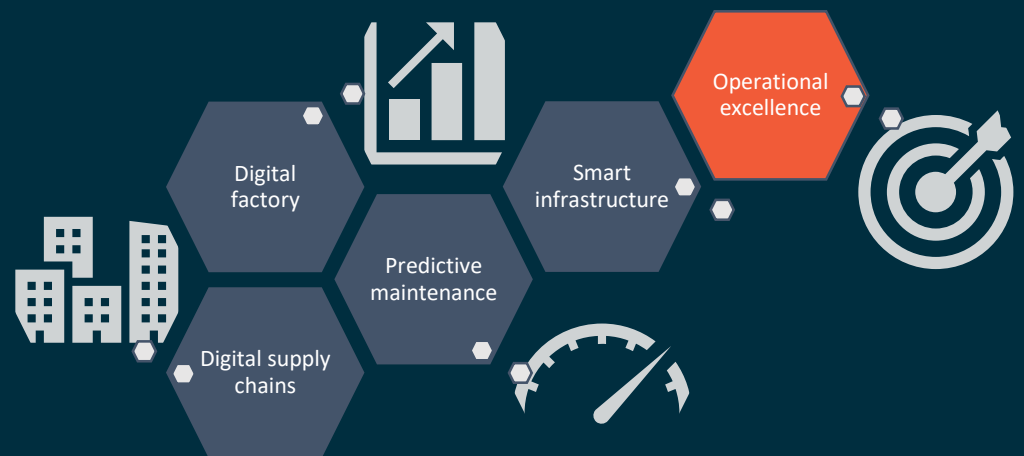 Operational
excellence
Digital
factory
Smart
infrastructure
Predictive
maintenance
Digital supply
chains